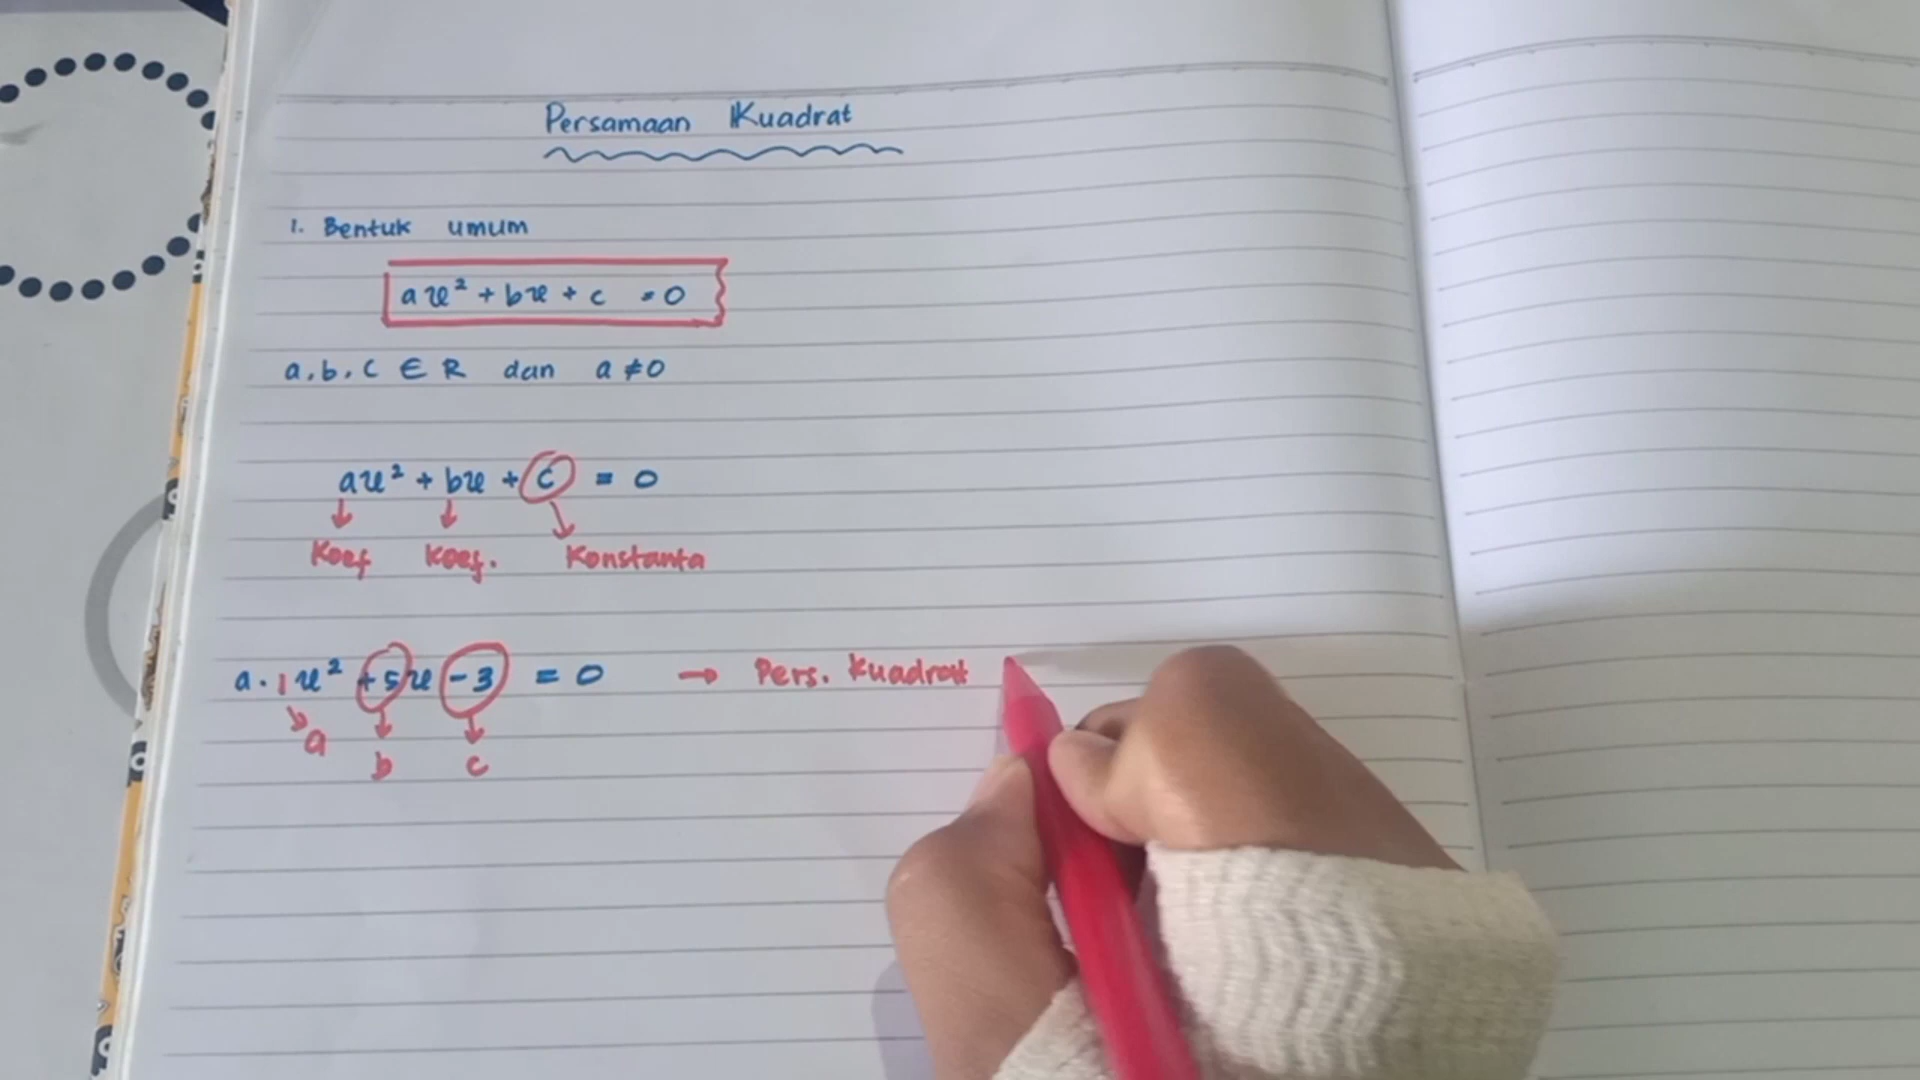 Persamaan Kuadrat
1. Bentuk umum
ax² + bx + c = 0
a, b, c ∈ R dan a ≠ 0
ax² + bx + c = 0
Koef Koef. Konstanta
a. 1x² + 5x - 3 = 0 → Pers. Kuadrat
a b c